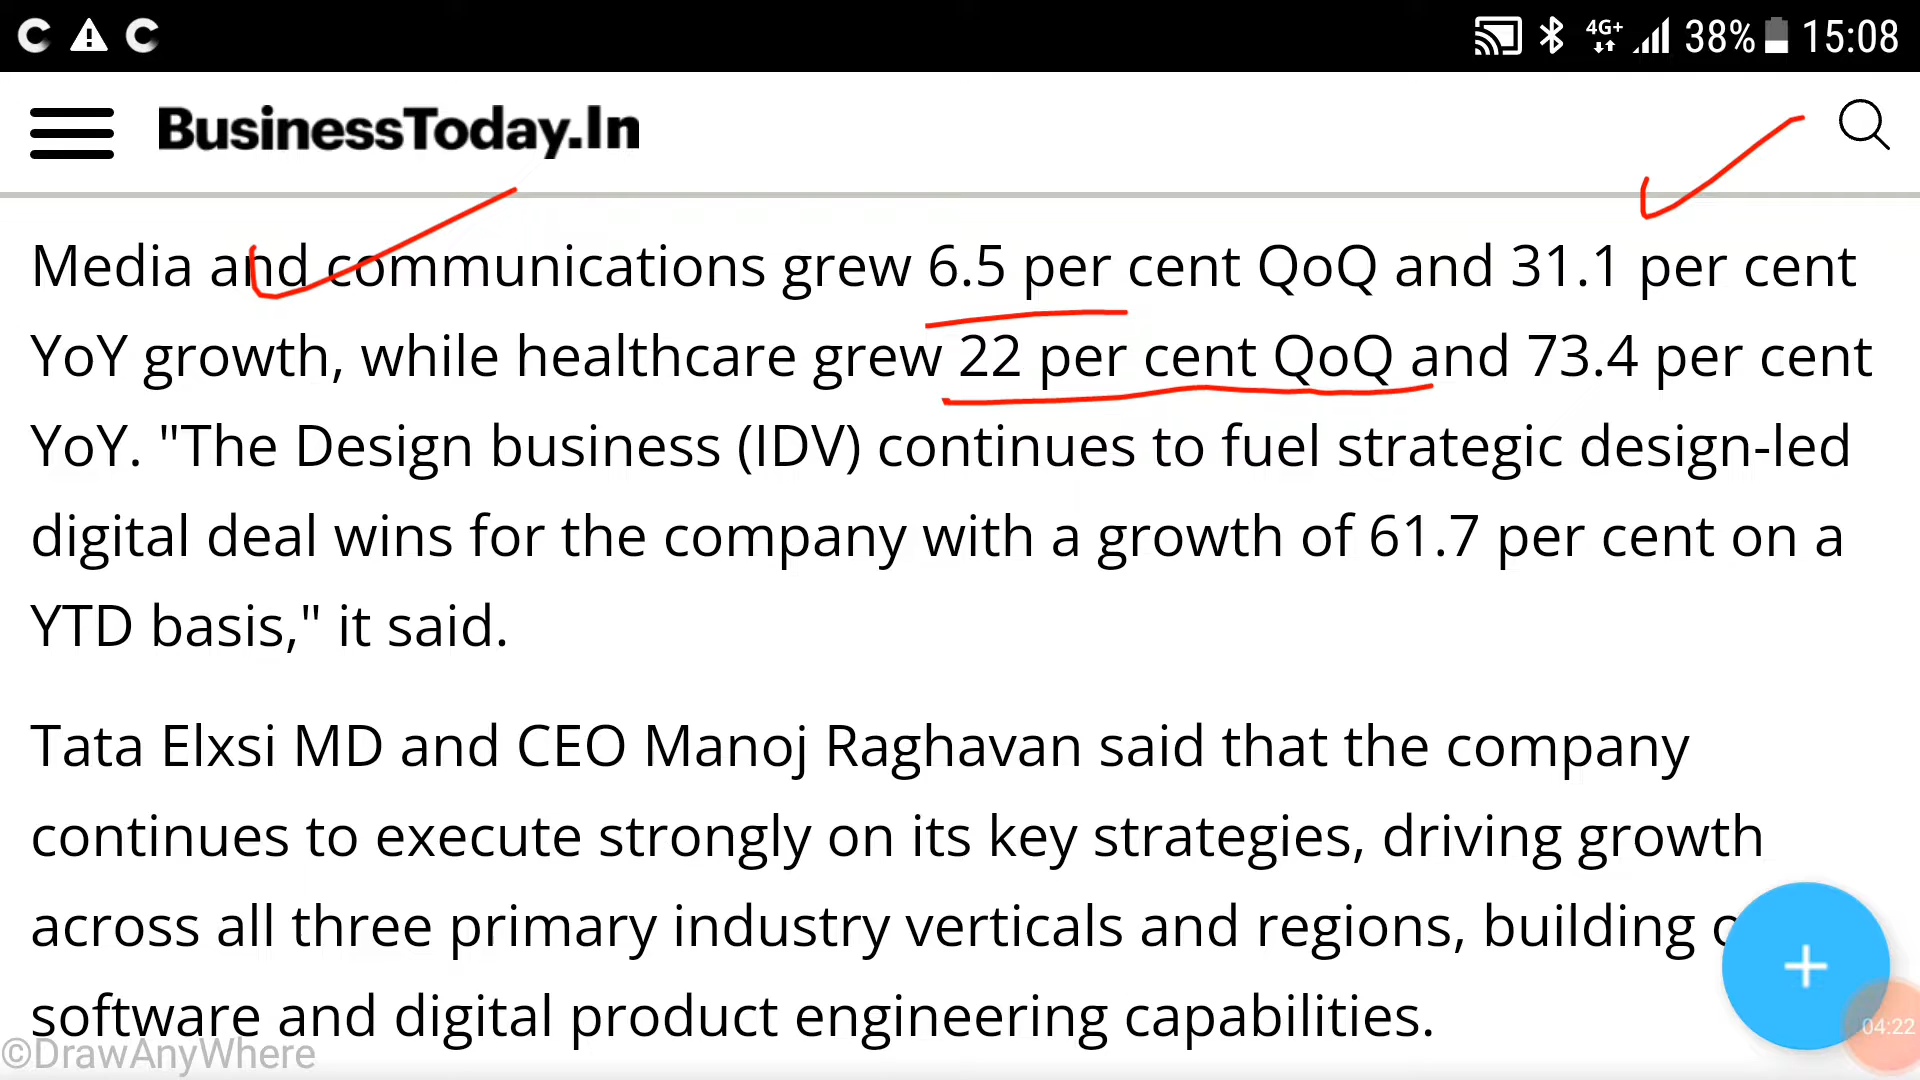 4G+ 38% 15:08
BusinessToday.In
Media and communications grew 6.5 per cent QoQ and 31.1 per cent
YoY growth, while healthcare grew 22 per cent QoQ and 73.4 per cent
YoY. "The Design business (IDV) continues to fuel strategic design-led
digital deal wins for the company with a growth of 61.7 per cent on a
YTD basis," it said.
Tata Elxsi MD and CEO Manoj Raghavan said that the company
continues to execute strongly on its key strategies, driving growth
across all three primary industry verticals and regions, building
software and digital product engineering capabilities.
©DrawAnyWhere
04:22